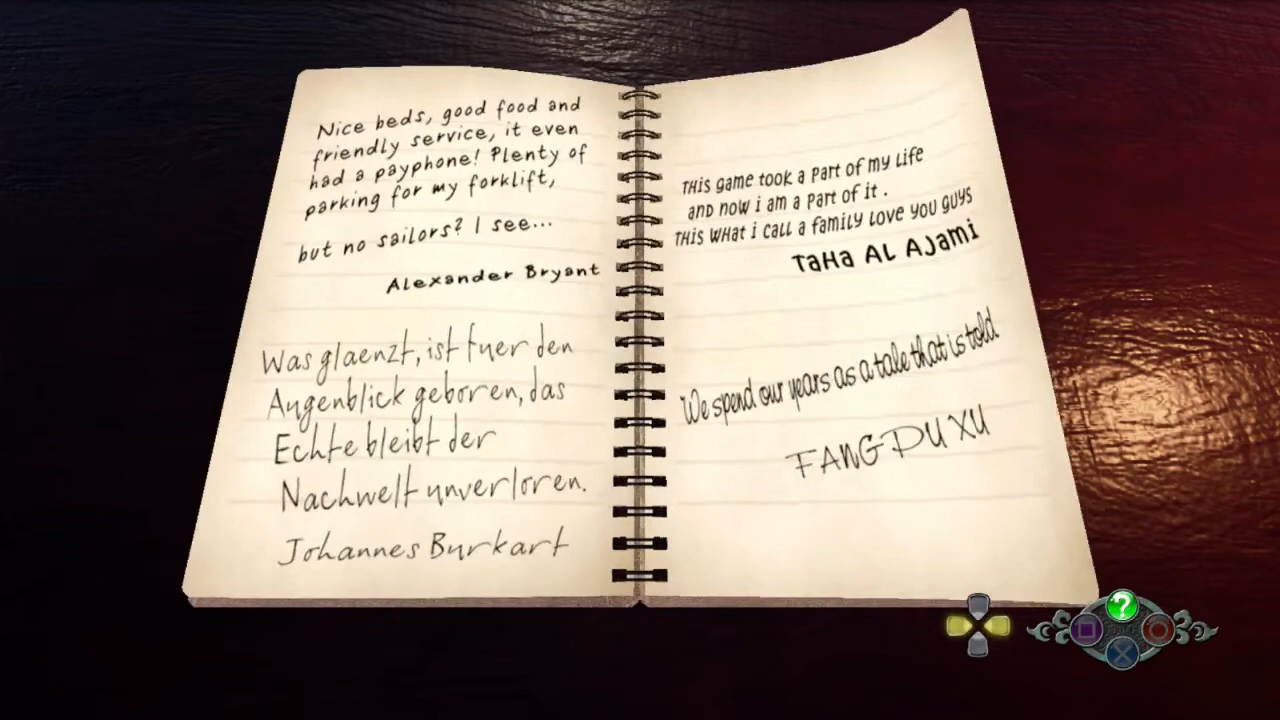 Nice beds, good food and
friendly service, it even
had a payphone! Plenty of
parking for my forklift,
but no sailors? I see...
Alexander Bryant
Was glaenzt, ist fuer den
Augenblick geboren, das
Echte bleibt der
Nachwelt unverloren.
Johannes Burkart
THis game took a part of my life
and now i am a part of it .
THis wHat i call a family love you guys
TaHa AL AJami
We spend our years as a tale that is told
FANG DU XU
?